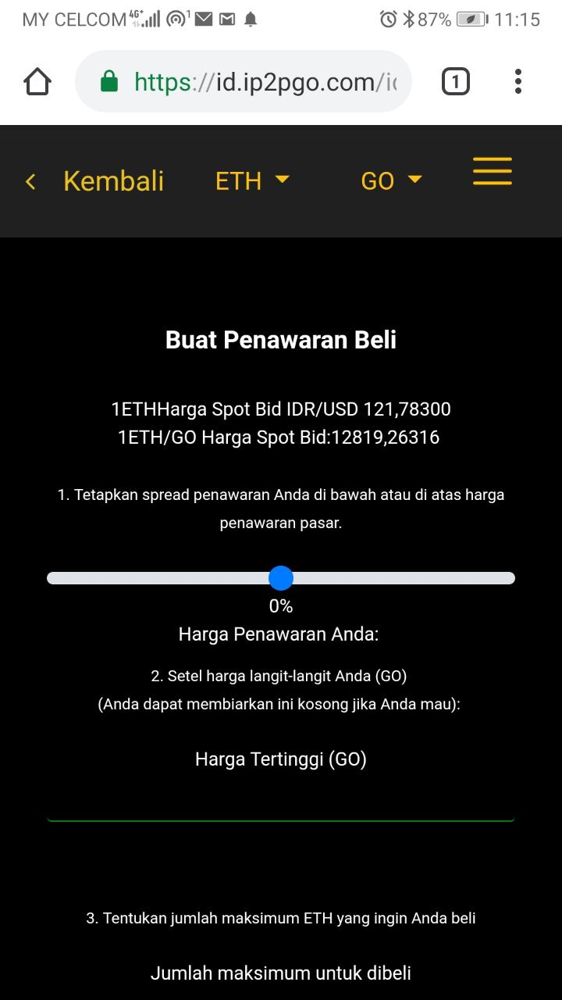 MY CELCOM 4G+ 1 87% 11:15
https://id.ip2pgo.com/ic
1
Kembali ETH GO
Buat Penawaran Beli
1ETHHarga Spot Bid IDR/USD 121,78300
1ETH/GO Harga Spot Bid:12819,26316
1. Tetapkan spread penawaran Anda di bawah atau di atas harga
penawaran pasar.
0%
Harga Penawaran Anda:
2. Setel harga langit-langit Anda (GO)
(Anda dapat membiarkan ini kosong jika Anda mau):
Harga Tertinggi (GO)
3. Tentukan jumlah maksimum ETH yang ingin Anda beli
Jumlah maksimum untuk dibeli